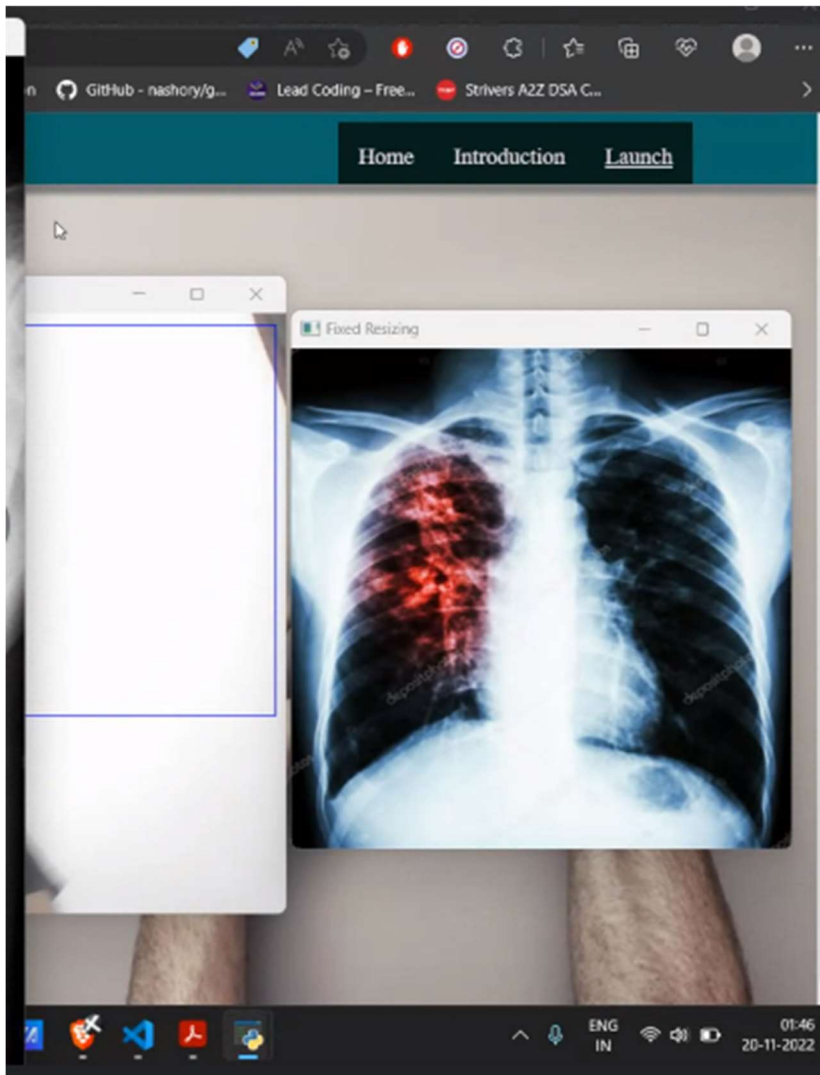 n GitHub - nashory/g... Lead Coding – Free... Strivers A2Z DSA C...
Home Introduction Launch
Fixed Resizing
depositphotos
ENG 01:46
IN 20-11-2022